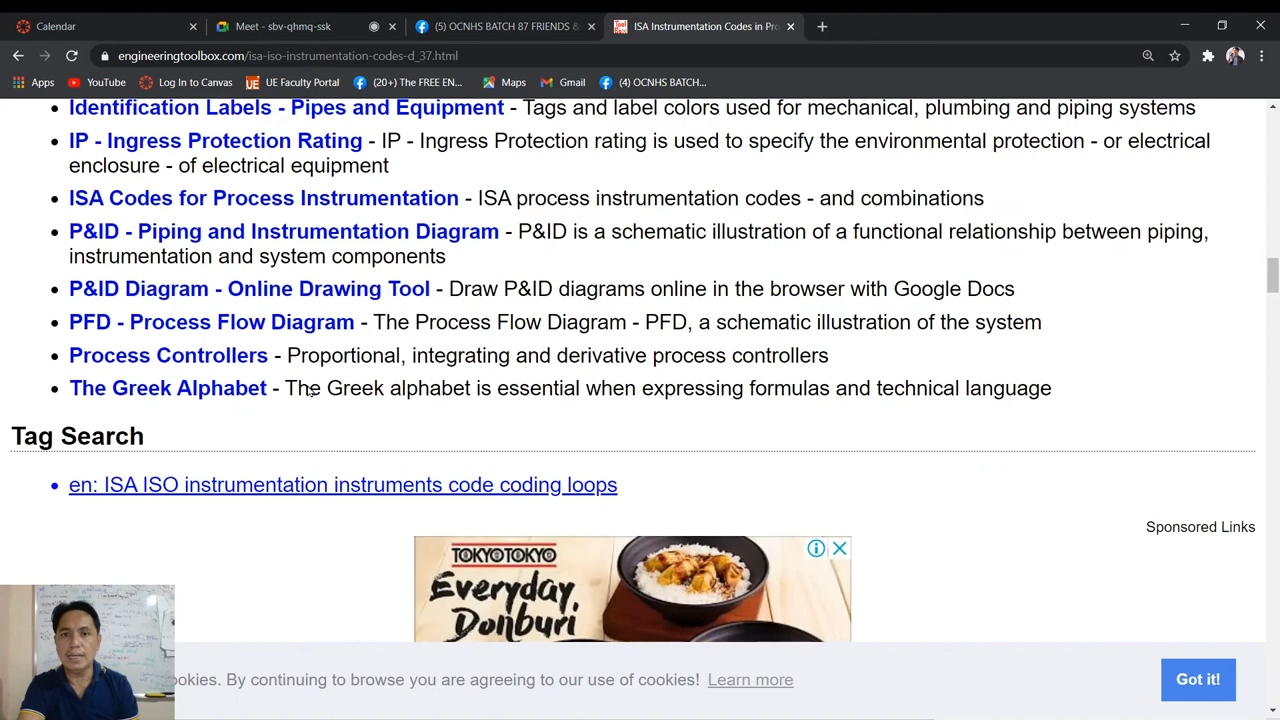 Calendar
Meet - sbv-qhmq-ssk
(5) OCNHS BATCH 87 FRIENDS &
ISA Instrumentation Codes in Pro
engineeringtoolbox.com/isa-iso-instrumentation-codes-d_37.html
Apps
YouTube
Log In to Canvas
UE Faculty Portal
(20+) The FREE EN...
Maps
Gmail
(4) OCNHS BATCH...
Identification Labels - Pipes and Equipment - Tags and label colors used for mechanical, plumbing and piping systems
IP - Ingress Protection Rating - IP - Ingress Protection rating is used to specify the environmental protection - or electrical
enclosure - of electrical equipment
ISA Codes for Process Instrumentation - ISA process instrumentation codes - and combinations
P&ID - Piping and Instrumentation Diagram - P&ID is a schematic illustration of a functional relationship between piping,
instrumentation and system components
P&ID Diagram - Online Drawing Tool - Draw P&ID diagrams online in the browser with Google Docs
PFD - Process Flow Diagram - The Process Flow Diagram - PFD, a schematic illustration of the system
Process Controllers - Proportional, integrating and derivative process controllers
The Greek Alphabet - The Greek alphabet is essential when expressing formulas and technical language
Tag Search
en: ISA ISO instrumentation instruments code coding loops
Sponsored Links
TOKYO TOKYO
Everyday,
Donburi
ookies. By continuing to browse you are agreeing to our use of cookies! Learn more
Got it!